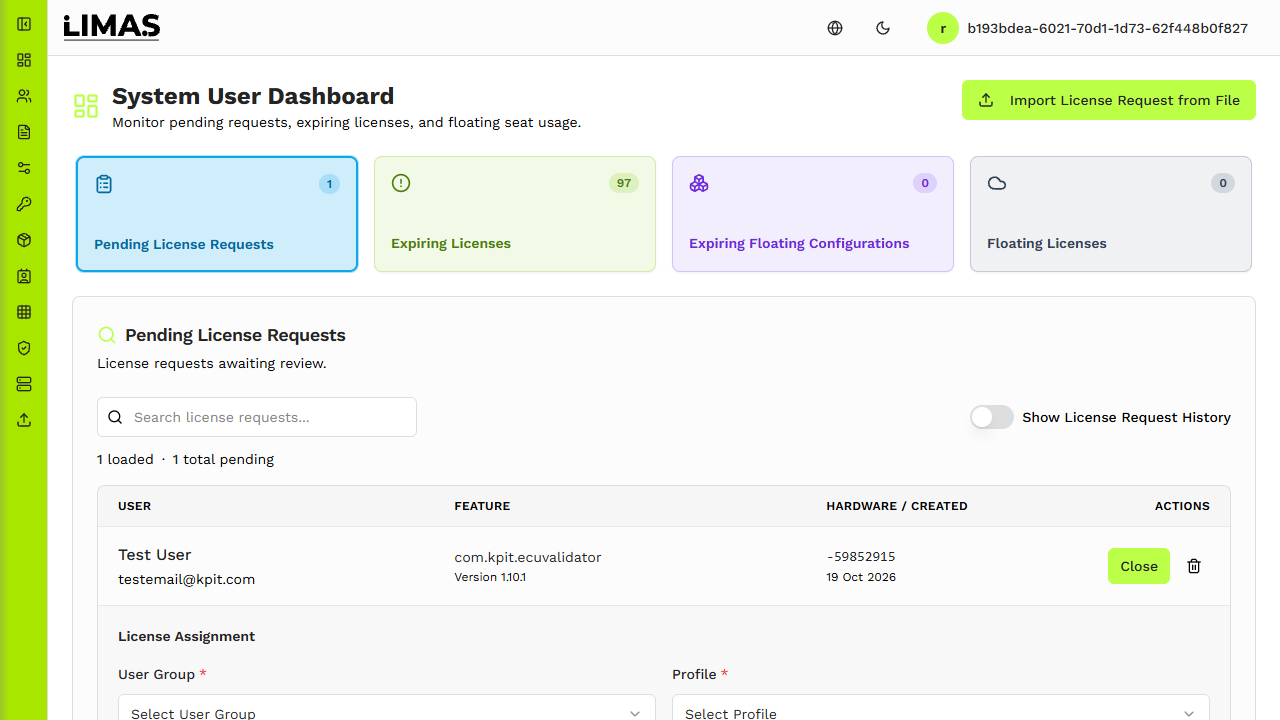 LIMAS
r
b193bdea-6021-70d1-1d73-62f448b0f827
System User Dashboard
Monitor pending requests, expiring licenses, and floating seat usage.
Import License Request from File
1
97
0
0
Pending License Requests
Expiring Licenses
Expiring Floating Configurations
Floating Licenses
Pending License Requests
License requests awaiting review.
Search license requests...
Show License Request History
1 loaded · 1 total pending
USER FEATURE HARDWARE / CREATED ACTIONS
Test User
testemail@kpit.com
com.kpit.ecuvalidator
Version 1.10.1
-59852915
19 Oct 2026
Close
License Assignment
User Group *
Profile *
Select User Group
Select Profile